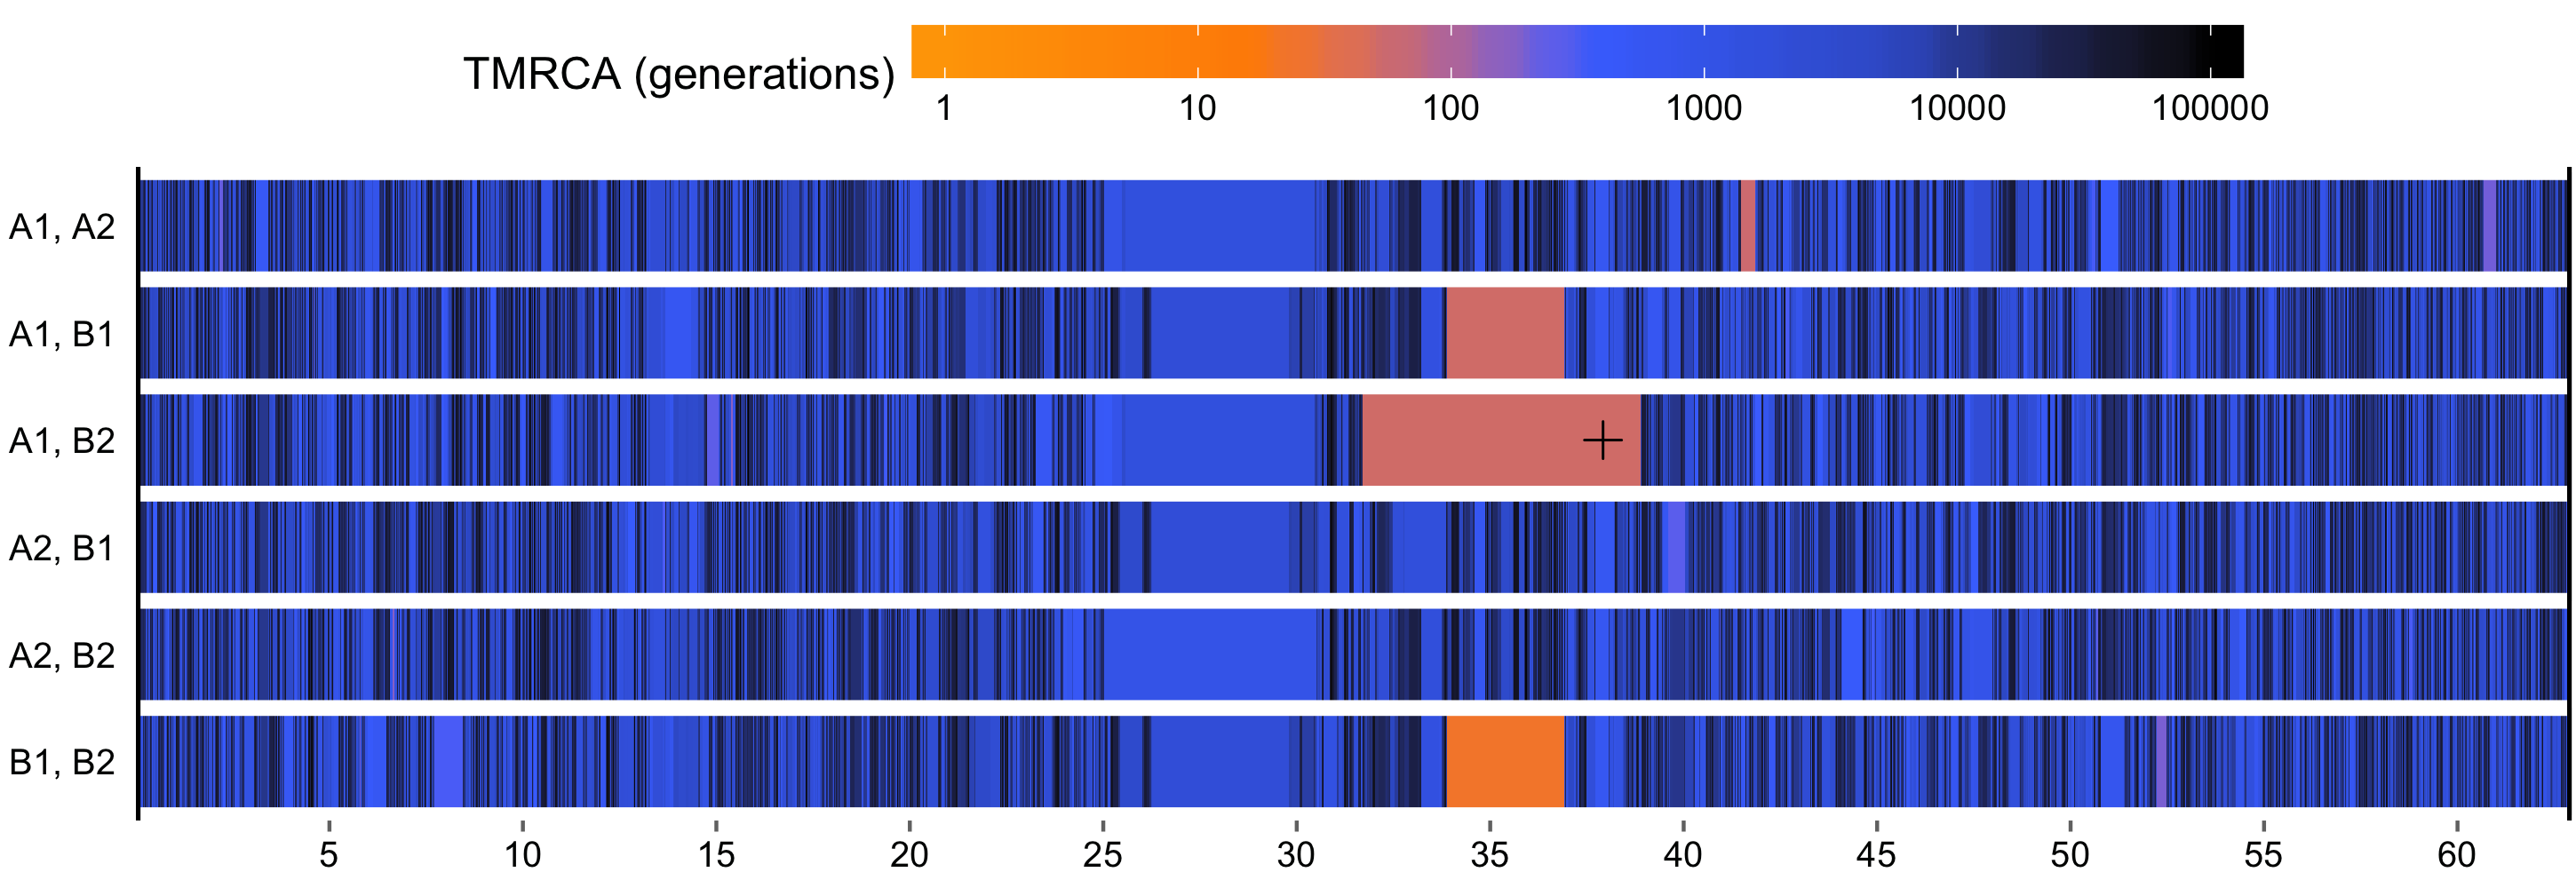 TMRCA (generations)
1 10 100 1000 10000 100000
A1, A2
A1, B1
A1, B2
A2, B1
A2, B2
B1, B2
5 10 15 20 25 30 35 40 45 50 55 60